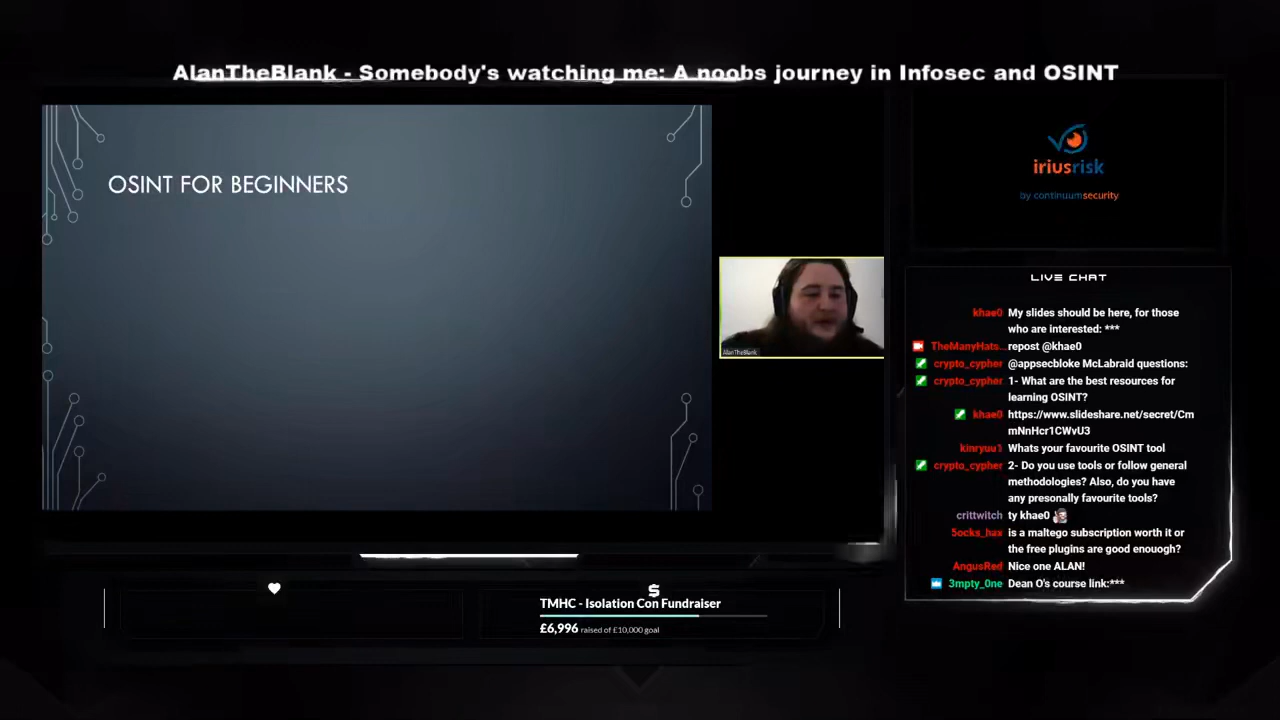 AlanTheBlank - Somebody's watching me: A noobs journey in Infosec and OSINT
OSINT FOR BEGINNERS
AlanTheBlank
iriusrisk
by continuumsecurity
LIVE CHAT
khae0 My slides should be here, for those
who are interested: ***
TheManyHats... repost @khae0
crypto_cypher @appsecbloke McLabraid questions:
crypto_cypher 1- What are the best resources for
learning OSINT?
khae0 https://www.slideshare.net/secret/Cm
mNnHcr1CWvU3
kinryuu1 Whats your favourite OSINT tool
crypto_cypher 2- Do you use tools or follow general
methodologies? Also, do you have
any presonally favourite tools?
crittwitch ty khae0
5ocks_hax is a maltego subscription worth it or
the free plugins are good enouogh?
AngusRed Nice one ALAN!
3mpty_0ne Dean O's course link:***
TMHC - Isolation Con Fundraiser
£6,996 raised of £10,000 goal